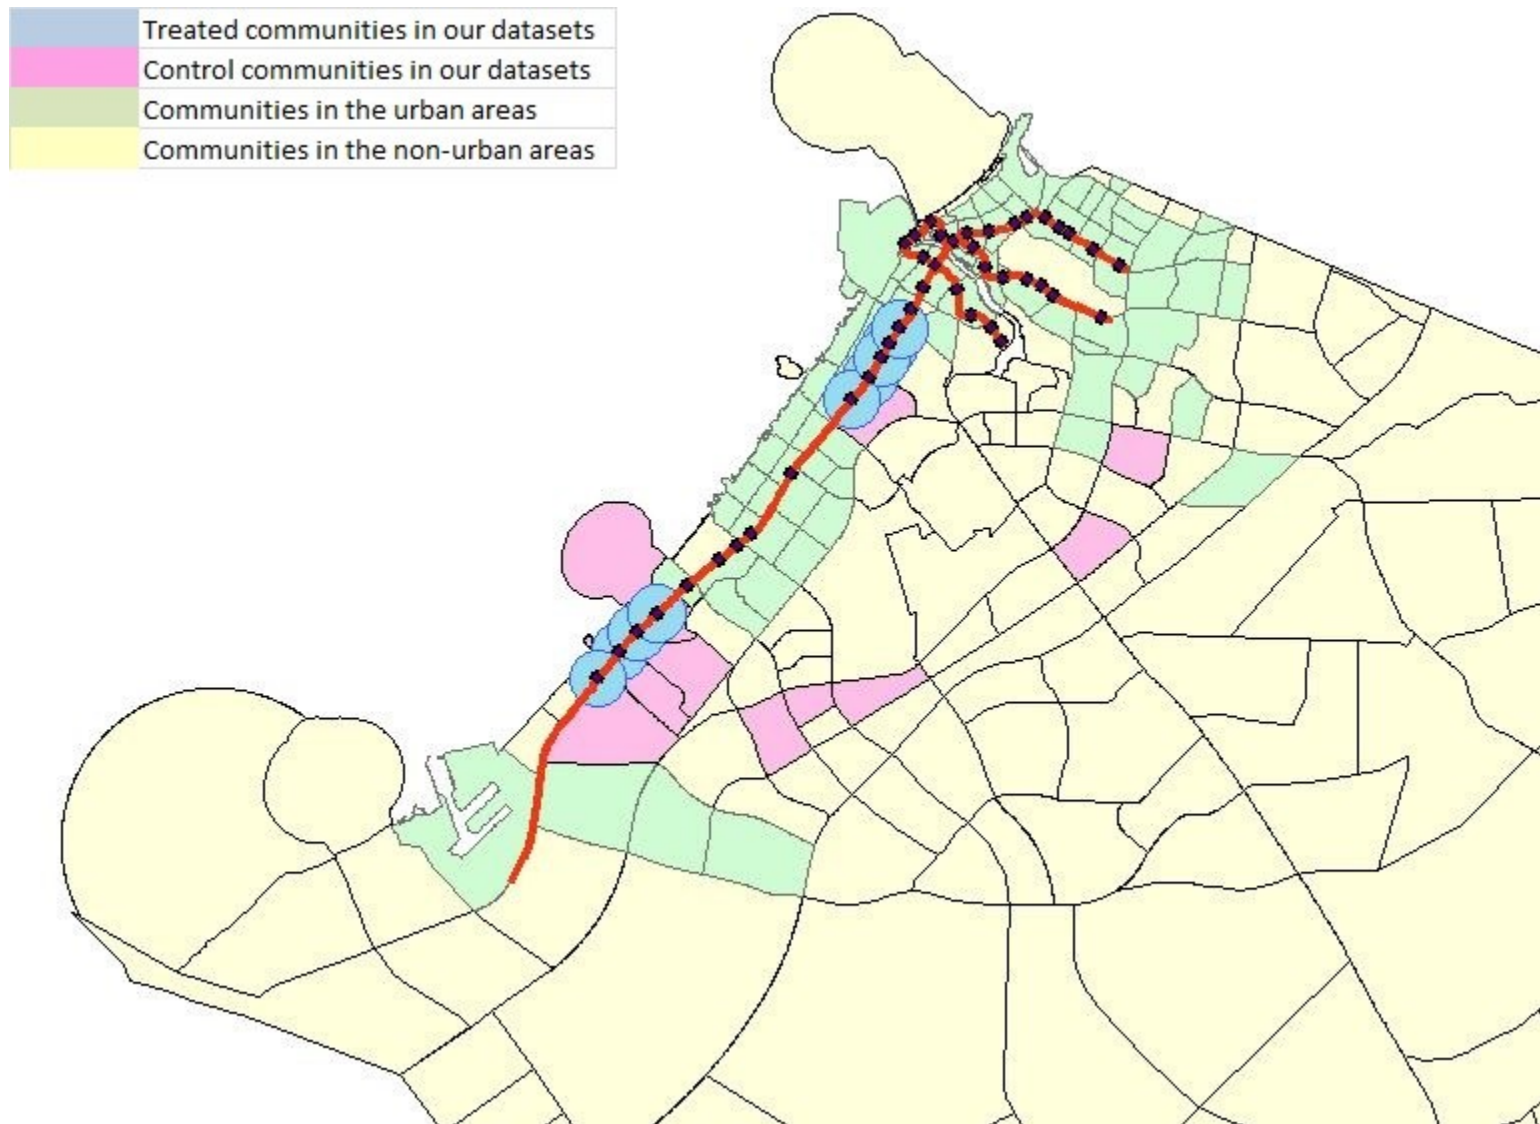 Treated communities in our datasets
Control communities in our datasets
Communities in the urban areas
Communities in the non-urban areas